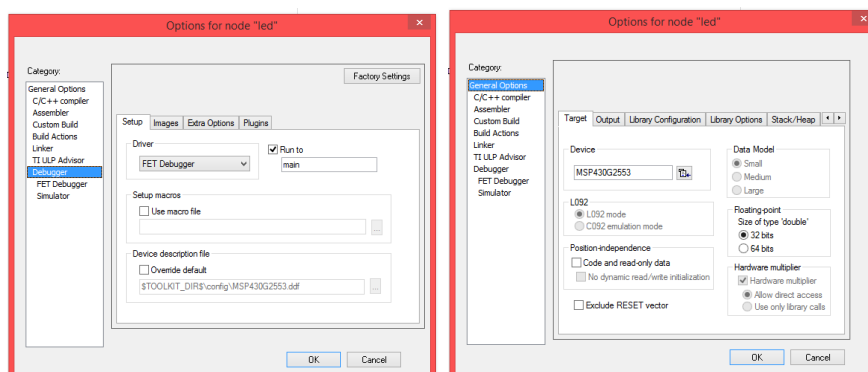 Options for node "led"
Category:
General Options
C/C++ compiler
Assembler
Custom Build
Build Actions
Linker
TI ULP Advisor
Debugger
FET Debugger
Simulator
Factory Settings
Setup Images Extra Options Plugins
Driver
FET Debugger
Run to
main
Setup macros
Use macro file
...
Device description file
Override default
$TOOLKIT_DIR$\config\MSP430G2553.ddf
...
OK Cancel
Options for node "led"
Category:
General Options
C/C++ compiler
Assembler
Custom Build
Build Actions
Linker
TI ULP Advisor
Debugger
FET Debugger
Simulator
Target Output Library Configuration Library Options Stack/Heap
Device
MSP430G2553
Data Model
Small
Medium
Large
L092
L092 mode
C092 emulation mode
Floating-point
Size of type 'double'
32 bits
64 bits
Position-independence
Code and read-only data
No dynamic read/write initialization
Hardware multiplier
Hardware multiplier
Allow direct access
Use only library calls
Exclude RESET vector
OK Cancel